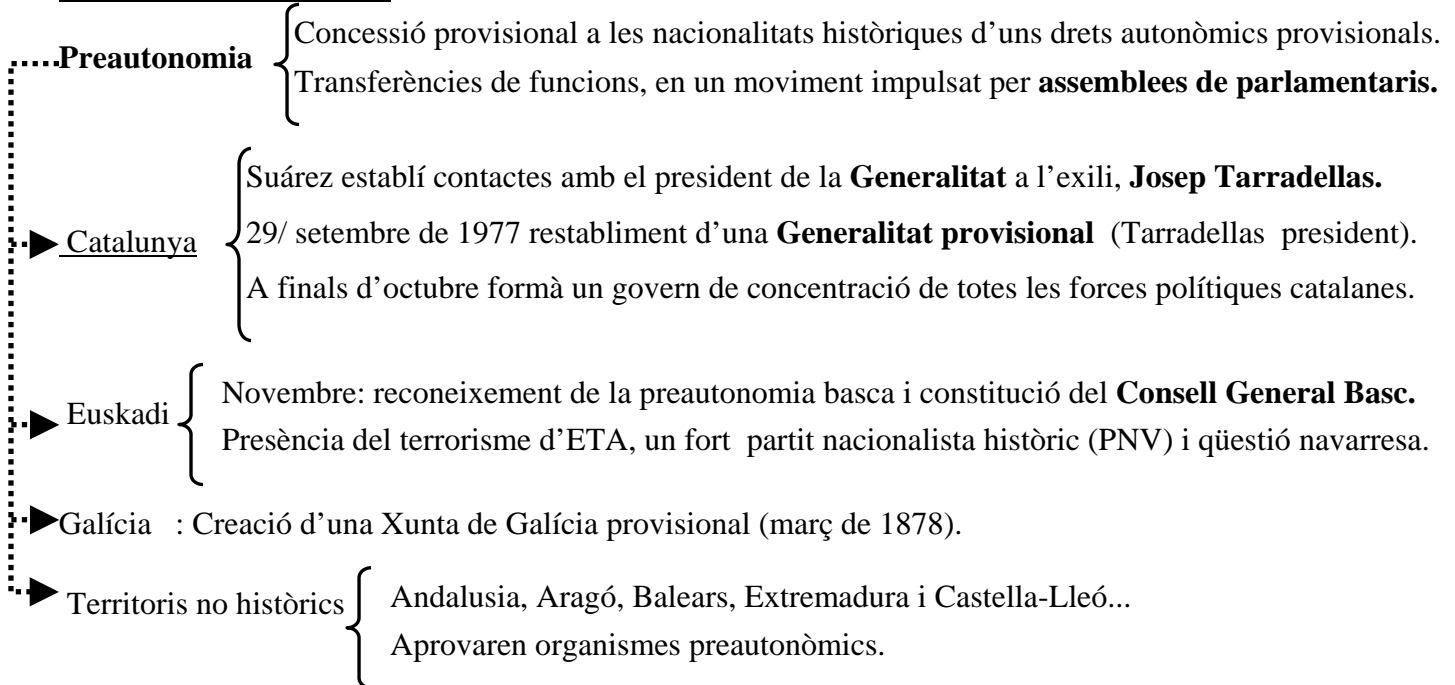 Concessió provisional a les nacionalitats històriques d’uns drets autonòmics provisionals.
Preautonomia
Transferències de funcions, en un moviment impulsat per assemblees de parlamentaris.
Suárez establí contactes amb el president de la Generalitat a l’exili, Josep Tarradellas.
Catalunya
29/ setembre de 1977 restabliment d’una Generalitat provisional (Tarradellas president).
A finals d’octubre formà un govern de concentració de totes les forces polítiques catalanes.
Novembre: reconeixement de la preautonomia basca i constitució del Consell General Basc.
Euskadi
Presència del terrorisme d’ETA, un fort partit nacionalista històric (PNV) i qüestió navarresa.
Galícia : Creació d’una Xunta de Galícia provisional (març de 1878).
Territoris no històrics
Andalusia, Aragó, Balears, Extremadura i Castella-Lleó...
Aprovaren organismes preautonòmics.